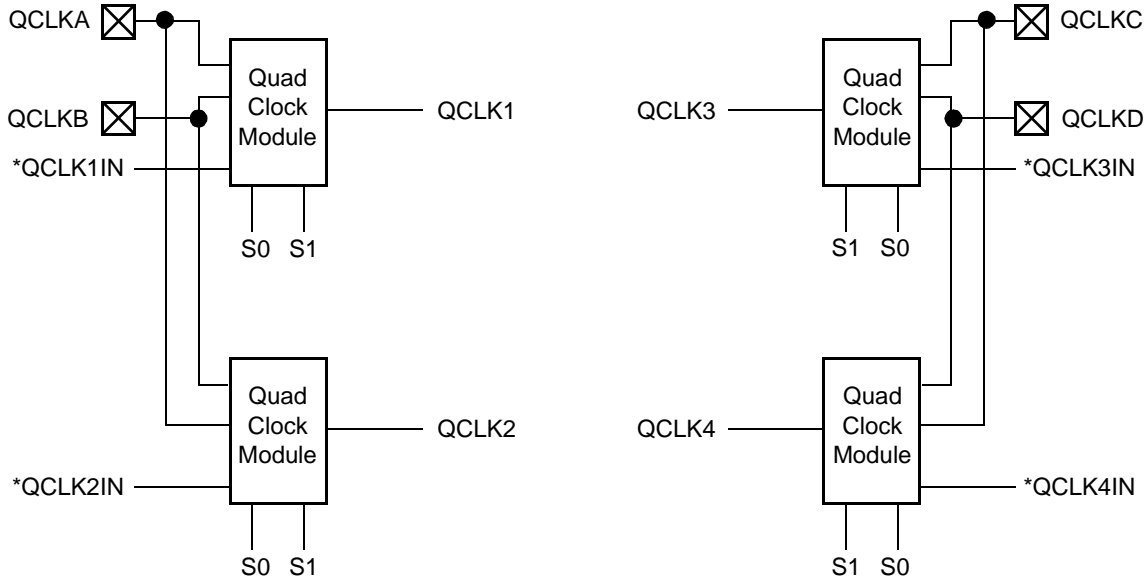 QCLKA
QCLKB
*QCLK1IN
Quad
Clock
Module
QCLK1
S0 S1
QCLK3
Quad
Clock
Module
QCLKC
QCLKD
*QCLK3IN
S1 S0
Quad
Clock
Module
QCLK2
*QCLK2IN
S0 S1
QCLK4
Quad
Clock
Module
*QCLK4IN
S1 S0